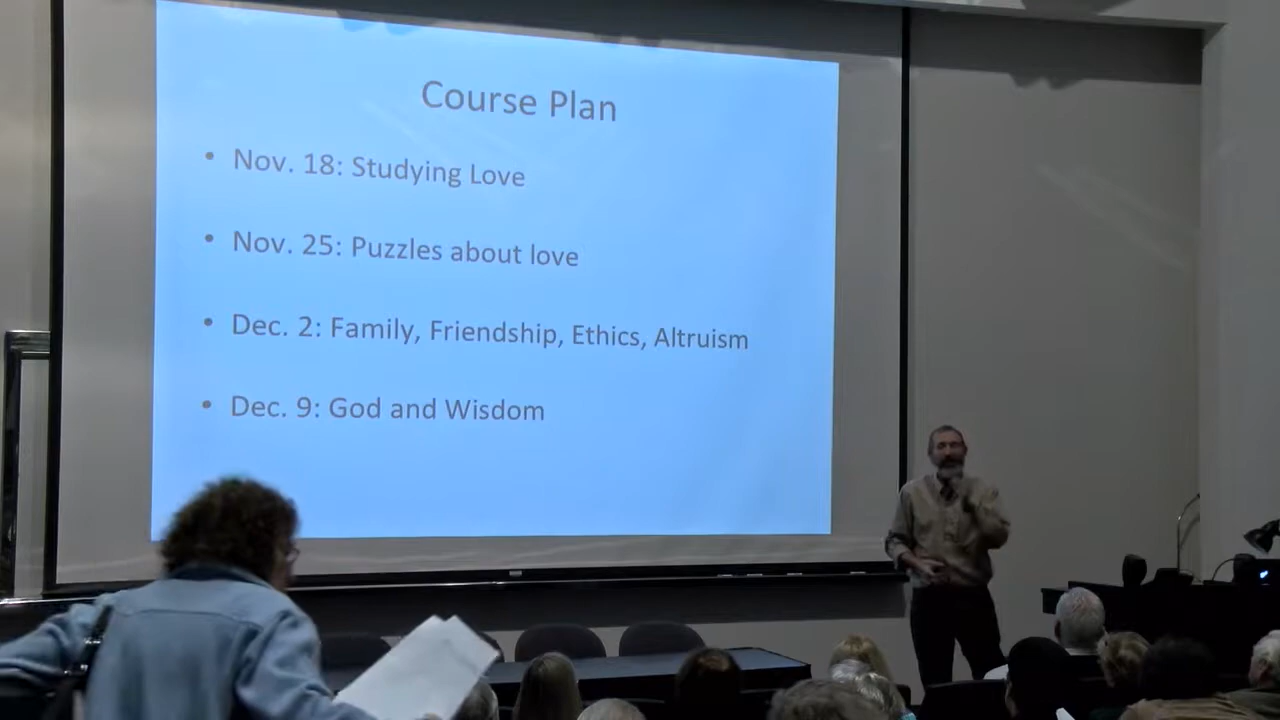 Course Plan
• Nov. 18: Studying Love
• Nov. 25: Puzzles about love
• Dec. 2: Family, Friendship, Ethics, Altruism
• Dec. 9: God and Wisdom